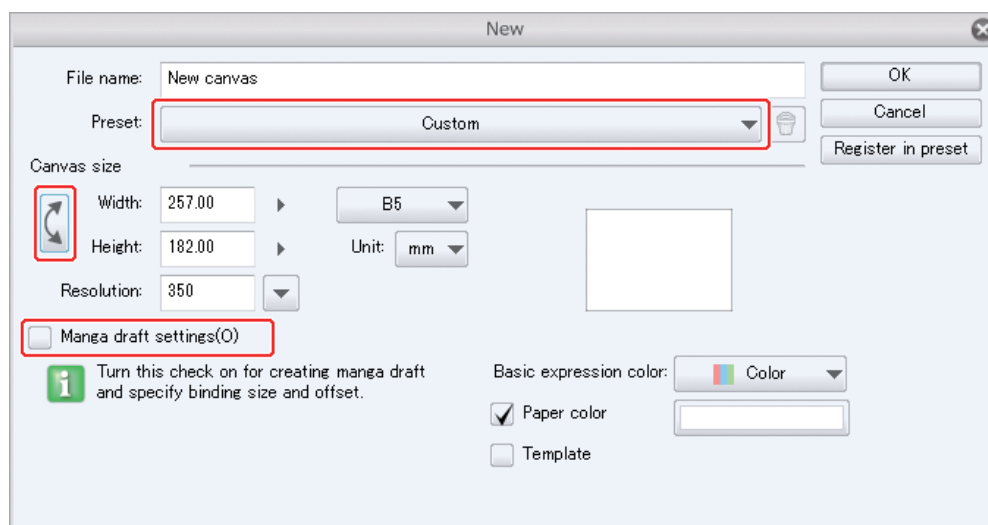 New
File name: New canvas OK
Preset: Custom Cancel
Register in preset
Canvas size
Width: 257.00 B5
Height: 182.00 Unit: mm
Resolution: 350
Manga draft settings(O)
Turn this check on for creating manga draft
and specify binding size and offset.
Basic expression color: Color
Paper color
Template